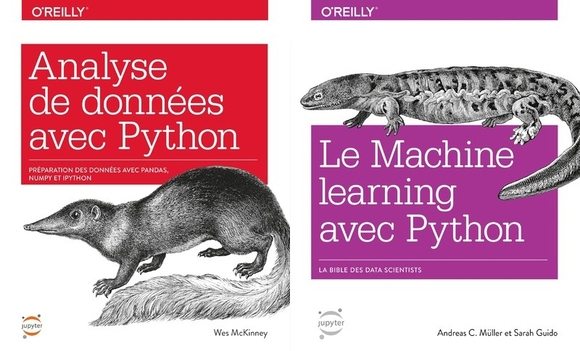 O'REILLY®
Analyse
de données
avec Python
PRÉPARATION DES DONNÉES AVEC PANDAS,
NUMPY ET IPYTHON
jupyter
Wes McKinney
O'REILLY®
Le Machine
learning
avec Python
LA BIBLE DES DATA SCIENTISTS
jupyter
Andreas C. Müller et Sarah Guido